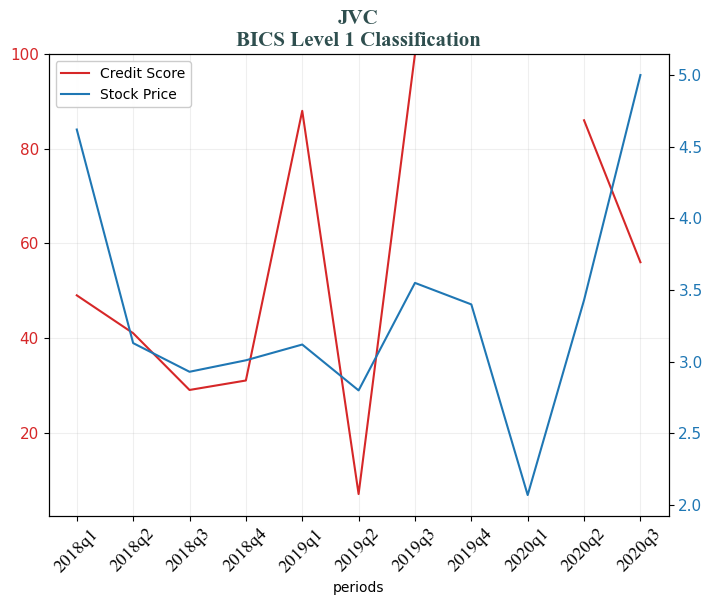 JVC
BICS Level 1 Classification
Credit Score
Stock Price
100
80
60
40
20
5.0
4.5
4.0
3.5
3.0
2.5
2.0
2018q1
2018q2
2018q3
2018q4
2019q1
2019q2
2019q3
2019q4
2020q1
2020q2
2020q3
periods